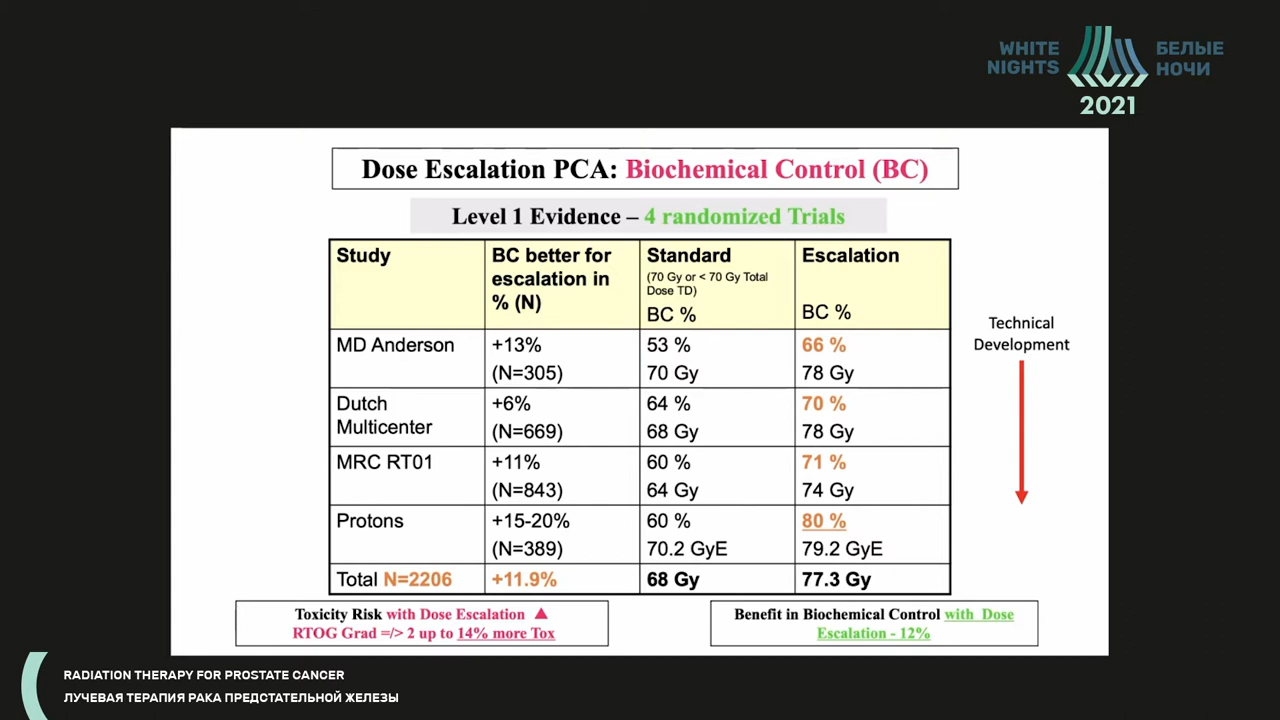 WHITE NIGHTS
БЕЛЫЕ НОЧИ
2021
Dose Escalation PCA: Biochemical Control (BC)
Level 1 Evidence – 4 randomized Trials
Study
BC better for escalation in % (N)
Standard
(70 Gy or < 70 Gy Total Dose TD)
BC %
Escalation
BC %
MD Anderson
+13%
(N=305)
53 %
70 Gy
66 %
78 Gy
Dutch Multicenter
+6%
(N=669)
64 %
68 Gy
70 %
78 Gy
MRC RT01
+11%
(N=843)
60 %
64 Gy
71 %
74 Gy
Protons
+15-20%
(N=389)
60 %
70.2 GyE
80 %
79.2 GyE
Total N=2206
+11.9%
68 Gy
77.3 Gy
Technical
Development
Toxicity Risk with Dose Escalation ▲
RTOG Grad =/> 2 up to 14% more Tox
Benefit in Biochemical Control with Dose
Escalation - 12%
RADIATION THERAPY FOR PROSTATE CANCER
ЛУЧЕВАЯ ТЕРАПИЯ РАКА ПРЕДСТАТЕЛЬНОЙ ЖЕЛЕЗЫ